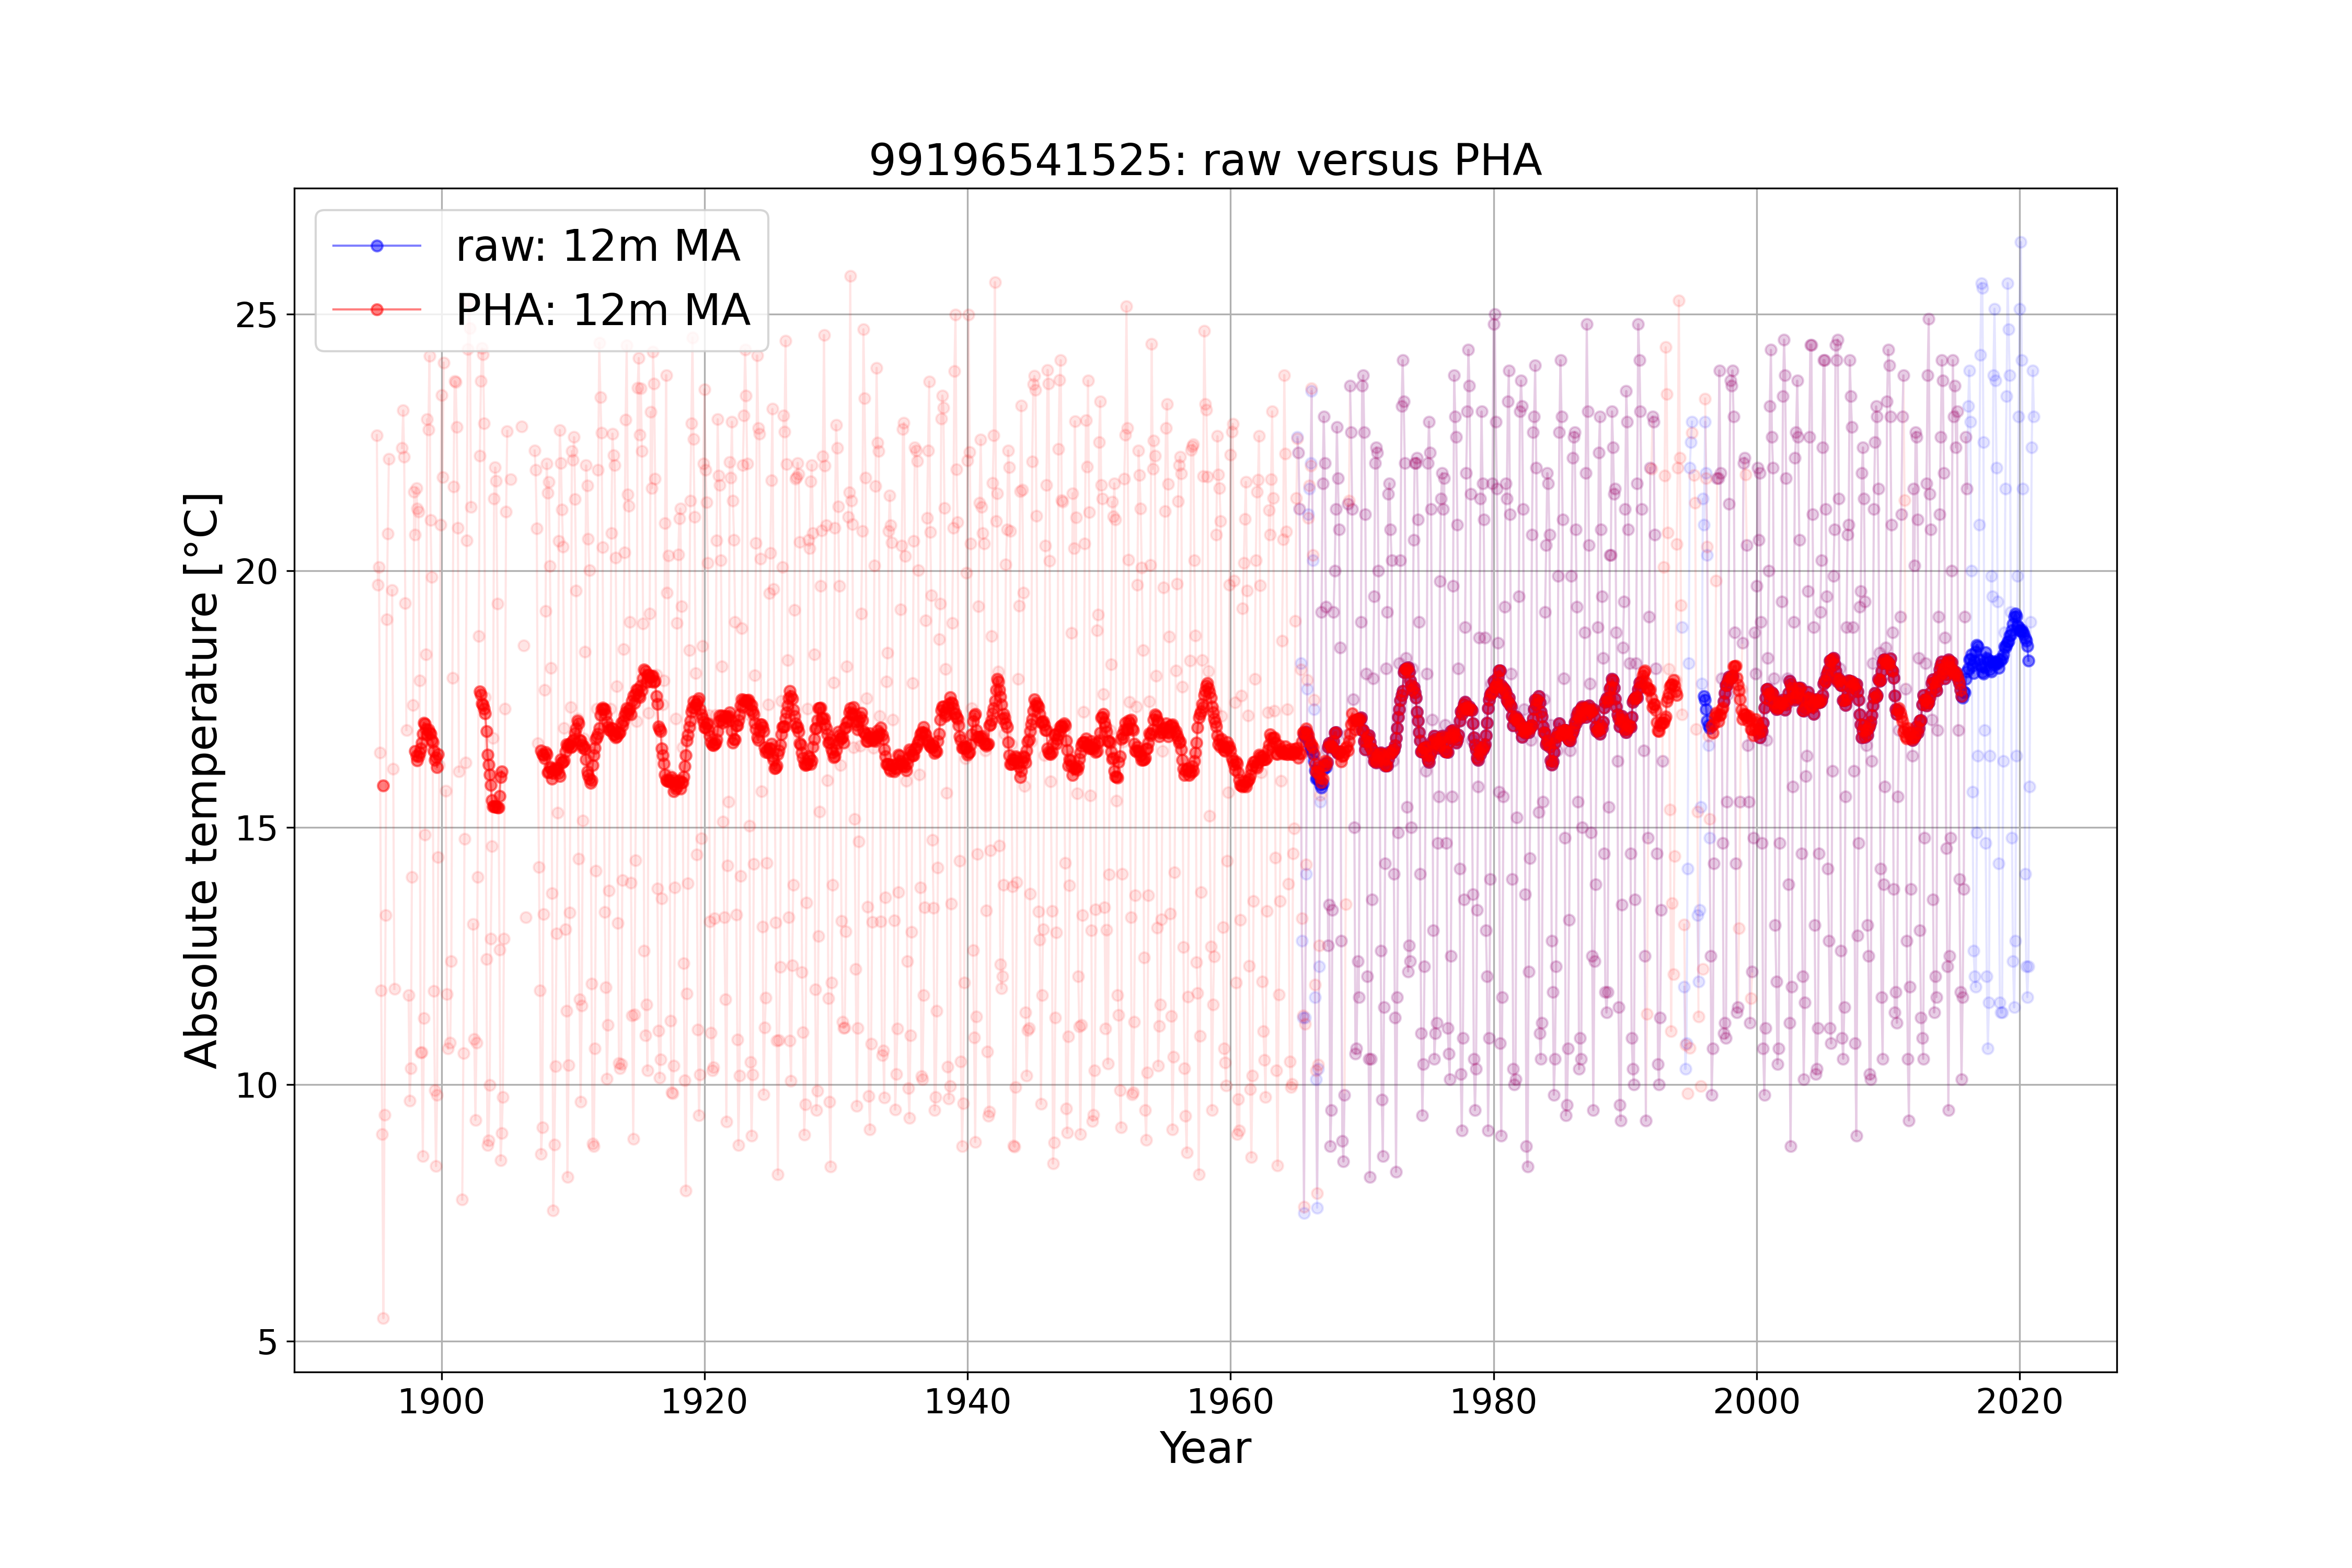 99196541525: raw versus PHA
raw: 12m MA
PHA: 12m MA
Absolute temperature [°C]
25
20
15
10
5
1900 1920 1940 1960 1980 2000 2020
Year